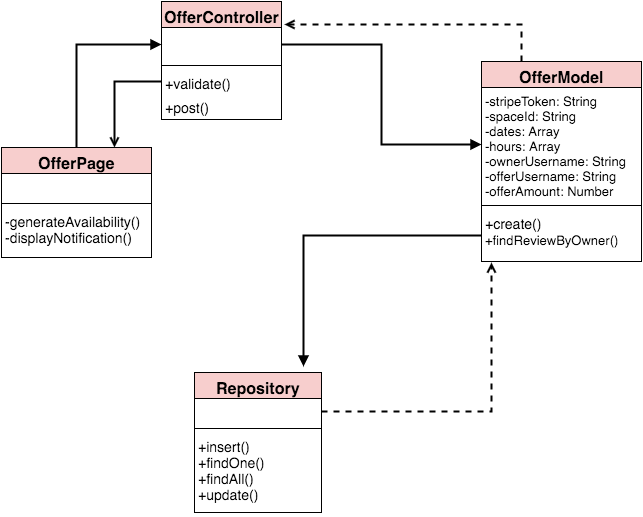 OfferController
+validate()
+post()
OfferModel
-stripeToken: String
-spaceId: String
-dates: Array
-hours: Array
-ownerUsername: String
-offerUsername: String
-offerAmount: Number
+create()
+findReviewByOwner()
OfferPage
-generateAvailability()
-displayNotification()
Repository
+insert()
+findOne()
+findAll()
+update()